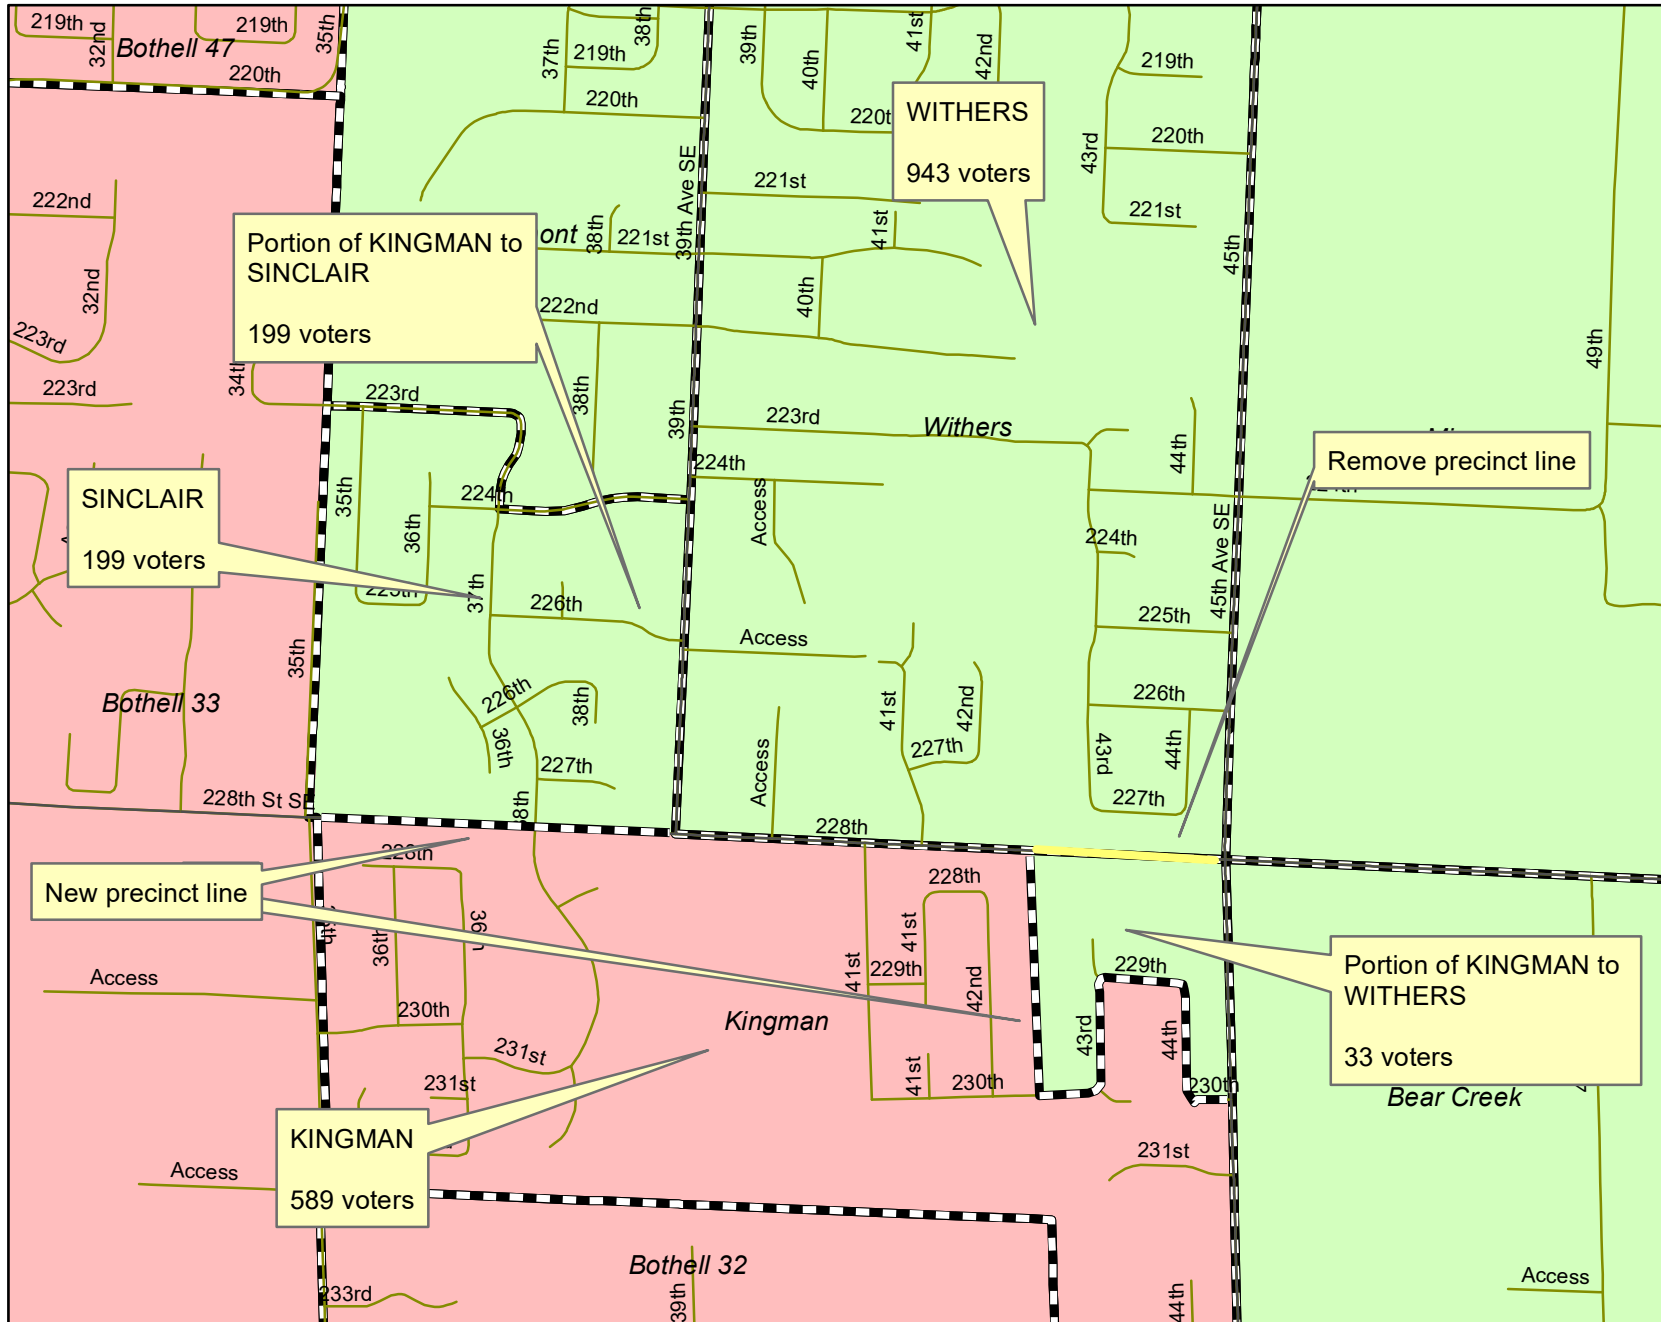 219th
32nd
219th
35th
Bothell 47
220th
37th
38th
219th
220th
39th
40th
41st
42nd
219th
43rd
220th
221st
WITHERS
943 voters
222nd
32nd
223rd
223rd
34th
39th Ave SE
221st
38th
221st
41st
40th
45th
49th
Portion of KINGMAN to
SINCLAIR
199 voters
222nd
223rd
38th
39th
223rd
Withers
44th
Remove precinct line
224th
SINCLAIR
199 voters
35th
36th
224th
37th
226th
Access
Access
224th
45th Ave SE
225th
35th
Bothell 33
226th
36th
38th
227th
Access
41st
42nd
227th
226th
43rd
44th
227th
228th St SE
228th
New precinct line
36th
228th
41st
41st
229th
42nd
229th
43rd
44th
230th
Portion of KINGMAN to
WITHERS
33 voters
Access
230th
Kingman
231st
231st
41st
230th
Bear Creek
KINGMAN
589 voters
231st
Access
Bothell 32
233rd
39th
44th
Access